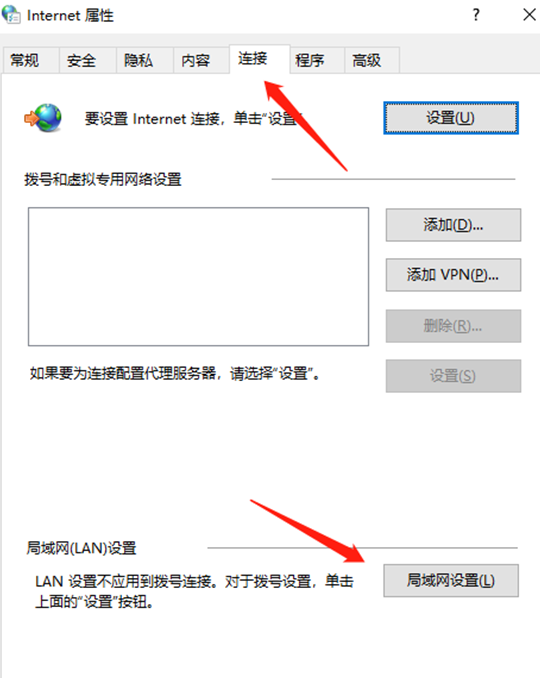 Internet 属性
?
常规 安全 隐私 内容 连接 程序 高级
要设置 Internet 连接，单击“设置”
设置(U)
拨号和虚拟专用网络设置
添加(D)...
添加 VPN(P)...
删除(R)...
如果要为连接配置代理服务器，请选择“设置”。
设置(S)
局域网(LAN)设置
LAN 设置不应用到拨号连接。对于拨号设置，单击
上面的“设置”按钮。
局域网设置(L)